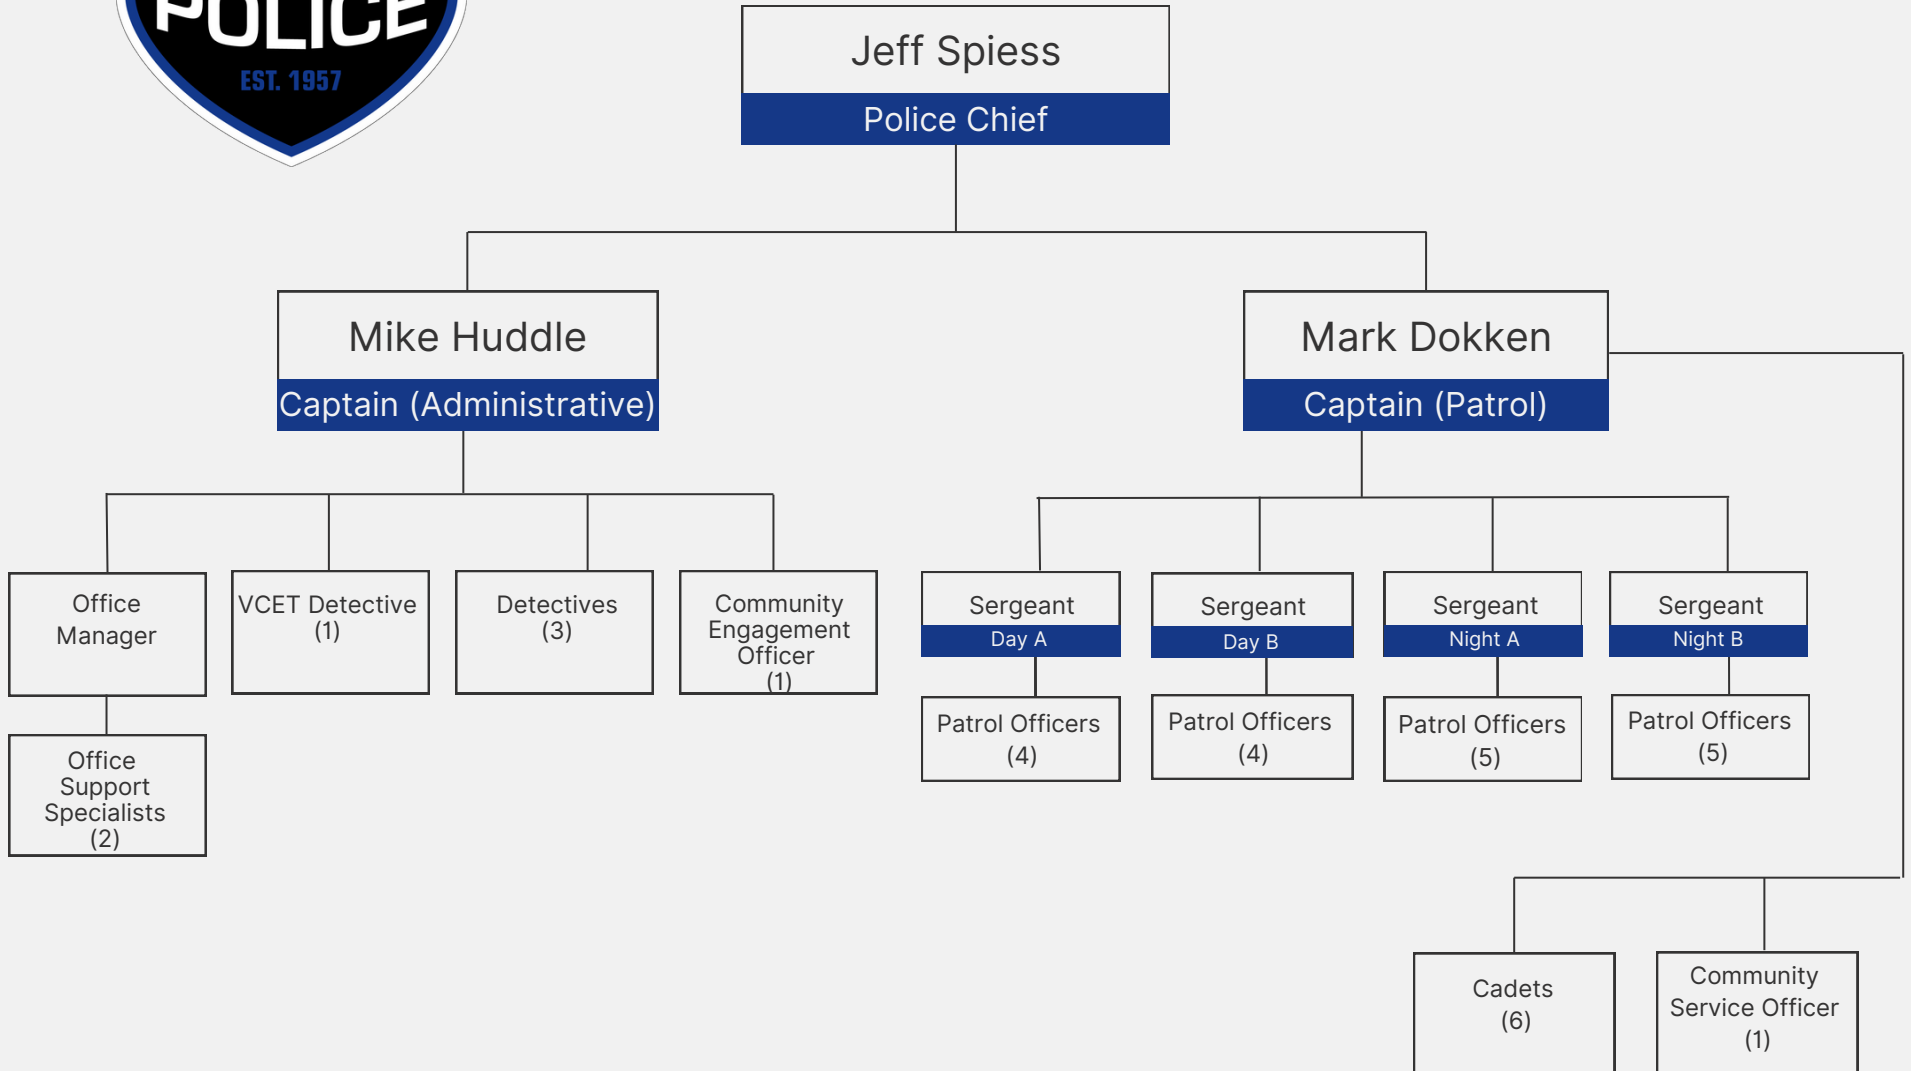 POLICE
EST. 1957
Jeff Spiess
Police Chief
Mike Huddle
Captain (Administrative)
Mark Dokken
Captain (Patrol)
Office
Manager
VCET Detective
(1)
Detectives
(3)
Community
Engagement
Officer
(1)
Office
Support
Specialists
(2)
Sergeant
Day A
Patrol Officers
(4)
Sergeant
Day B
Patrol Officers
(4)
Sergeant
Night A
Patrol Officers
(5)
Sergeant
Night B
Patrol Officers
(5)
Cadets
(6)
Community
Service Officer
(1)